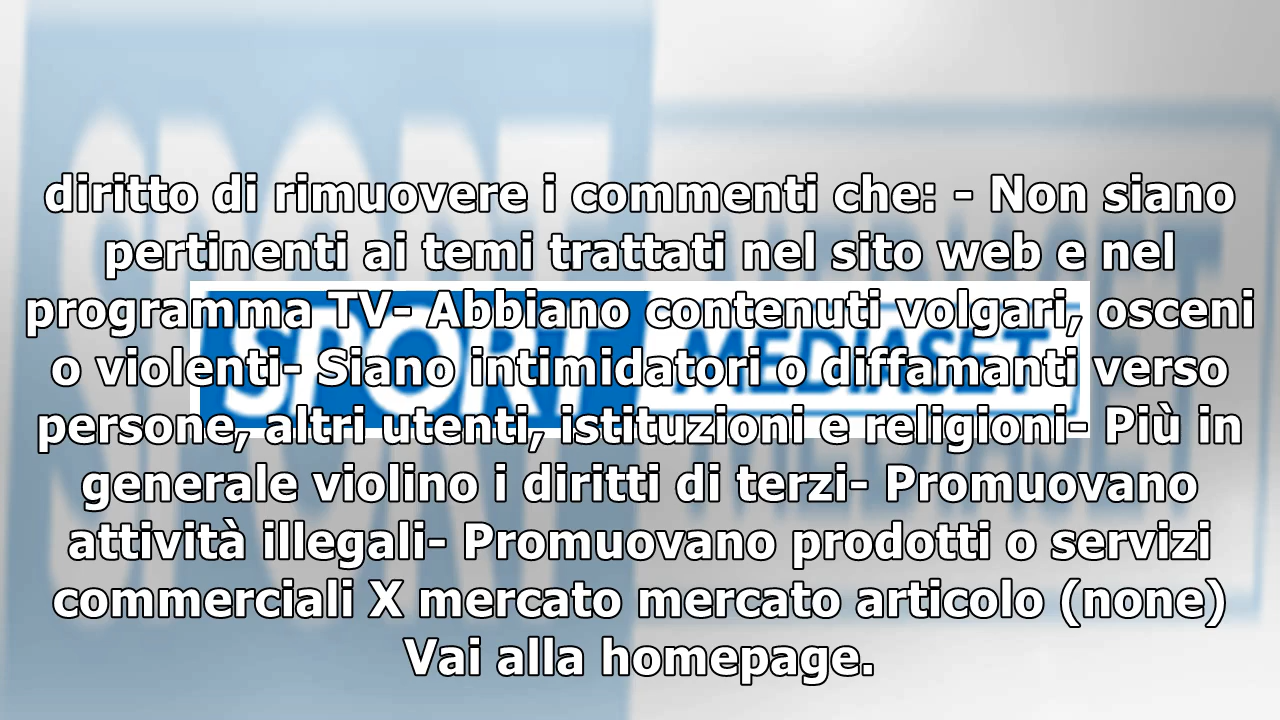 diritto di rimuovere i commenti che: - Non siano
pertinenti ai temi trattati nel sito web e nel
programma TV- Abbiano contenuti volgari, osceni
o violenti- Siano intimidatori o diffamanti verso
persone, altri utenti, istituzioni e religioni- Più in
generale violino i diritti di terzi- Promuovano
attività illegali- Promuovano prodotti o servizi
commerciali X mercato mercato articolo (none)
Vai alla homepage.
SPORT MEDIASET